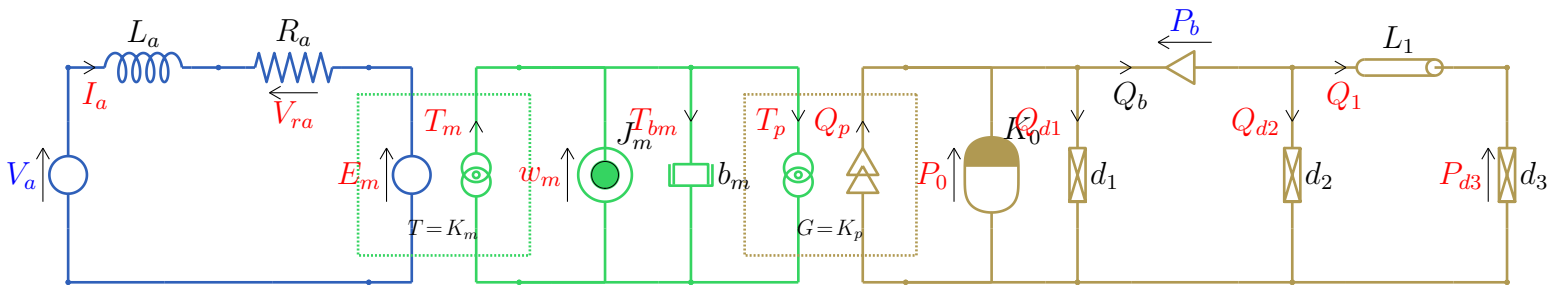 L_a
R_a
P_b
L_1
I_a
V_ra
Q_b
Q_1
T_m
T_bm
J_m
T_p
Q_p
Q_d1
K_0
Q_d2
V_a
E_m
w_m
b_m
P_0
d_1
d_2
P_d3
d_3
T=K_m
G=K_p